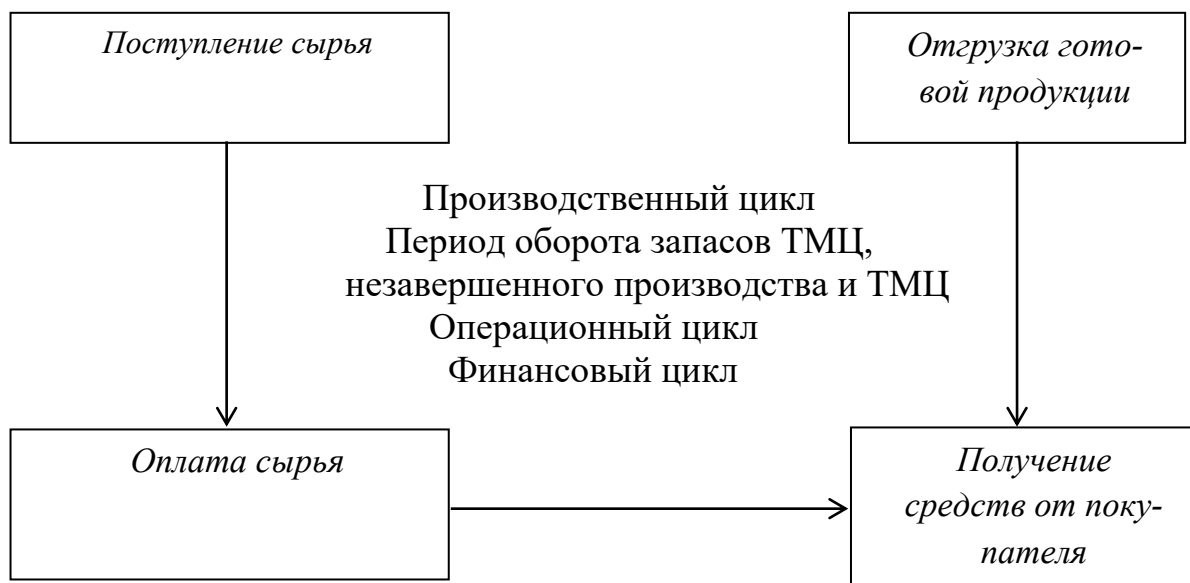 Поступление сырья
Отгрузка гото-
вой продукции
Производственный цикл
Период оборота запасов ТМЦ,
незавершенного производства и ТМЦ
Операционный цикл
Финансовый цикл
Оплата сырья
Получение
средств от поку-
пателя